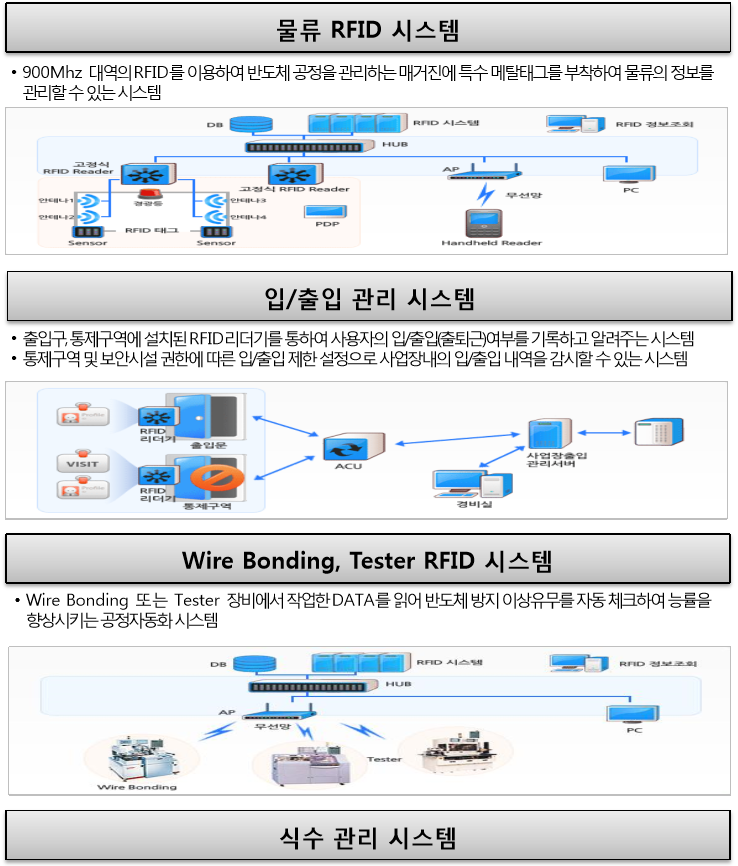 물류 RFID 시스템
• 900Mhz 대역의 RFID를 이용하여 반도체 공정을 관리하는 매거진에 특수 메탈태그를 부착하여 물류의 정보를
관리할 수 있는 시스템
DB
RFID 시스템
RFID 정보조회
HUB
고정식
RFID Reader
고정식 RFID Reader
AP
PC
안테나1
경광등
안테나3
무선망
안테나2
안테나4
RFID 태그
PDP
Sensor
Sensor
Handheld Reader
입/출입 관리 시스템
• 출입구, 통제구역에 설치된 RFID리더기를 통하여 사용자의 입/출입(출퇴근)여부를 기록하고 알려주는 시스템
• 통제구역 및 보안시설 권한에 따른 입/출입 제한 설정으로 사업장내의 입/출입 내역을 감시할 수 있는 시스템
RFID
리더기
출입문
사업장출입
관리서버
VISIT
ACU
RFID
리더기
통제구역
경비실
Wire Bonding, Tester RFID 시스템
• Wire Bonding 또는 Tester 장비에서 작업한 DATA를 읽어 반도체 방지 이상유무를 자동 체크하여 능률을
향상시키는 공정자동화 시스템
DB
RFID 시스템
RFID 정보조회
HUB
AP
무선망
PC
Tester
Wire Bonding
식수 관리 시스템